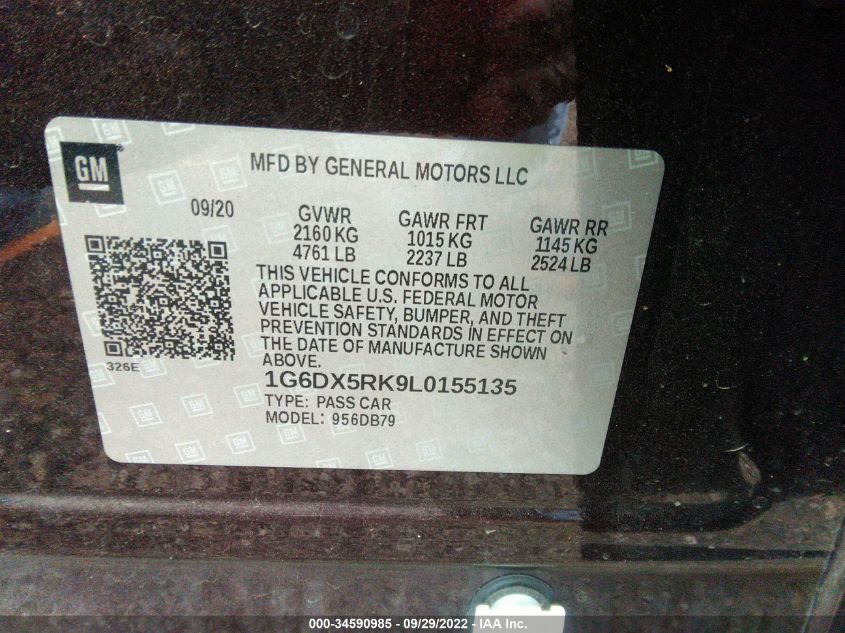 GM
MFD BY GENERAL MOTORS LLC
09/20
GVWR
2160 KG
4761 LB
GAWR FRT
1015 KG
2237 LB
GAWR RR
1145 KG
2524 LB
THIS VEHICLE CONFORMS TO ALL
APPLICABLE U.S. FEDERAL MOTOR
VEHICLE SAFETY, BUMPER, AND THEFT
PREVENTION STANDARDS IN EFFECT ON
THE DATE OF MANUFACTURE SHOWN
ABOVE.
326E
1G6DX5RK9L0155135
TYPE: PASS CAR
MODEL: 956DB79
000-34590985 - 09/29/2022 - IAA Inc.